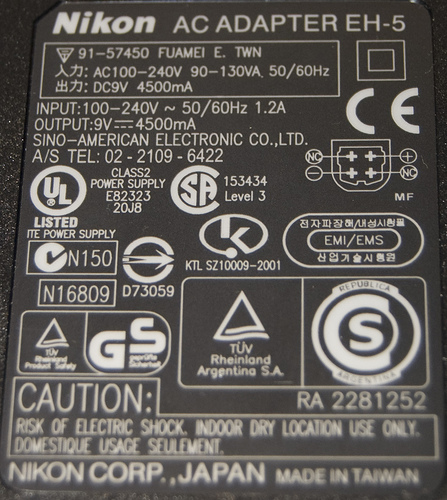 Nikon AC ADAPTER EH-5
91-57450 FUAMEI E. TWN
入力: AC100-240V 90-130VA, 50/60Hz
出力: DC9V 4500mA
INPUT:100-240V ~ 50/60Hz 1.2A
OUTPUT:9V⎓4500mA
SINO-AMERICAN ELECTRONIC CO.,LTD.
A/S TEL: 02 - 2109 - 6422
CE
NC + - NC
MF
UL
LISTED
ITE POWER SUPPLY
CLASS2
POWER SUPPLY
E82323
20J8
SA
153434
Level 3
K
KTL SZ10009-2001
전자파장해/내성시험필
EMI/EMS
산업기술시험원
N150
N16809
D73059
TÜV
Rheinland
Product Safety
GS
geprüfte
Sicherheit
TÜV
Rheinland
Argentina S.A.
REPUBLICA
S
ARGENTINA
CAUTION:
RA 2281252
RISK OF ELECTRIC SHOCK. INDOOR DRY LOCATION USE ONLY.
DOMESTIQUE USAGE SEULEMENT.
NIKON CORP.,JAPAN MADE IN TAIWAN